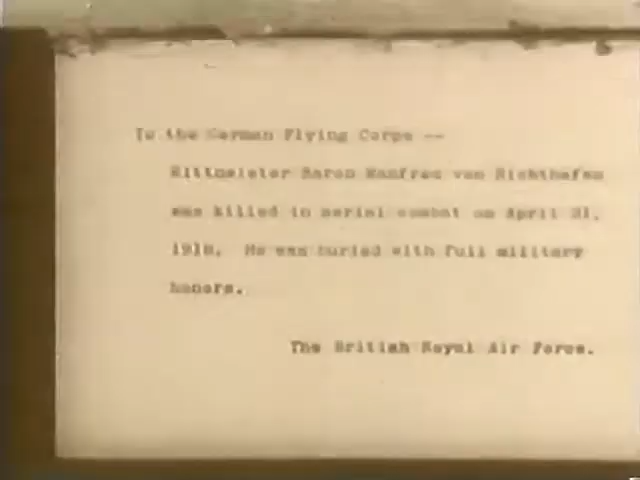 To the German Flying Corps --
Rittmeister Baron Manfred von Richthofen
was killed in aerial combat on April 21,
1918. He was buried with full military
honors.
The British Royal Air Force.